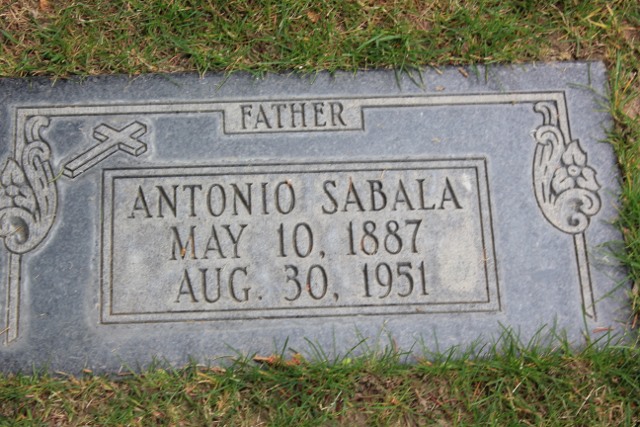 FATHER
ANTONIO SABALA
MAY 10, 1887
AUG. 30, 1951